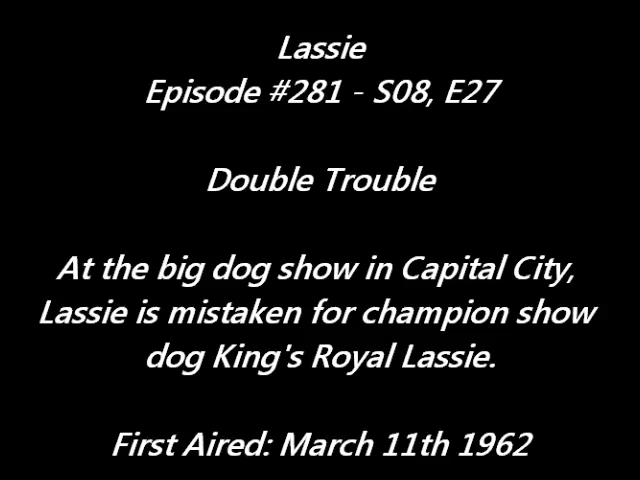 Lassie
Episode #281 - S08, E27
Double Trouble
At the big dog show in Capital City,
Lassie is mistaken for champion show
dog King's Royal Lassie.
First Aired: March 11th 1962